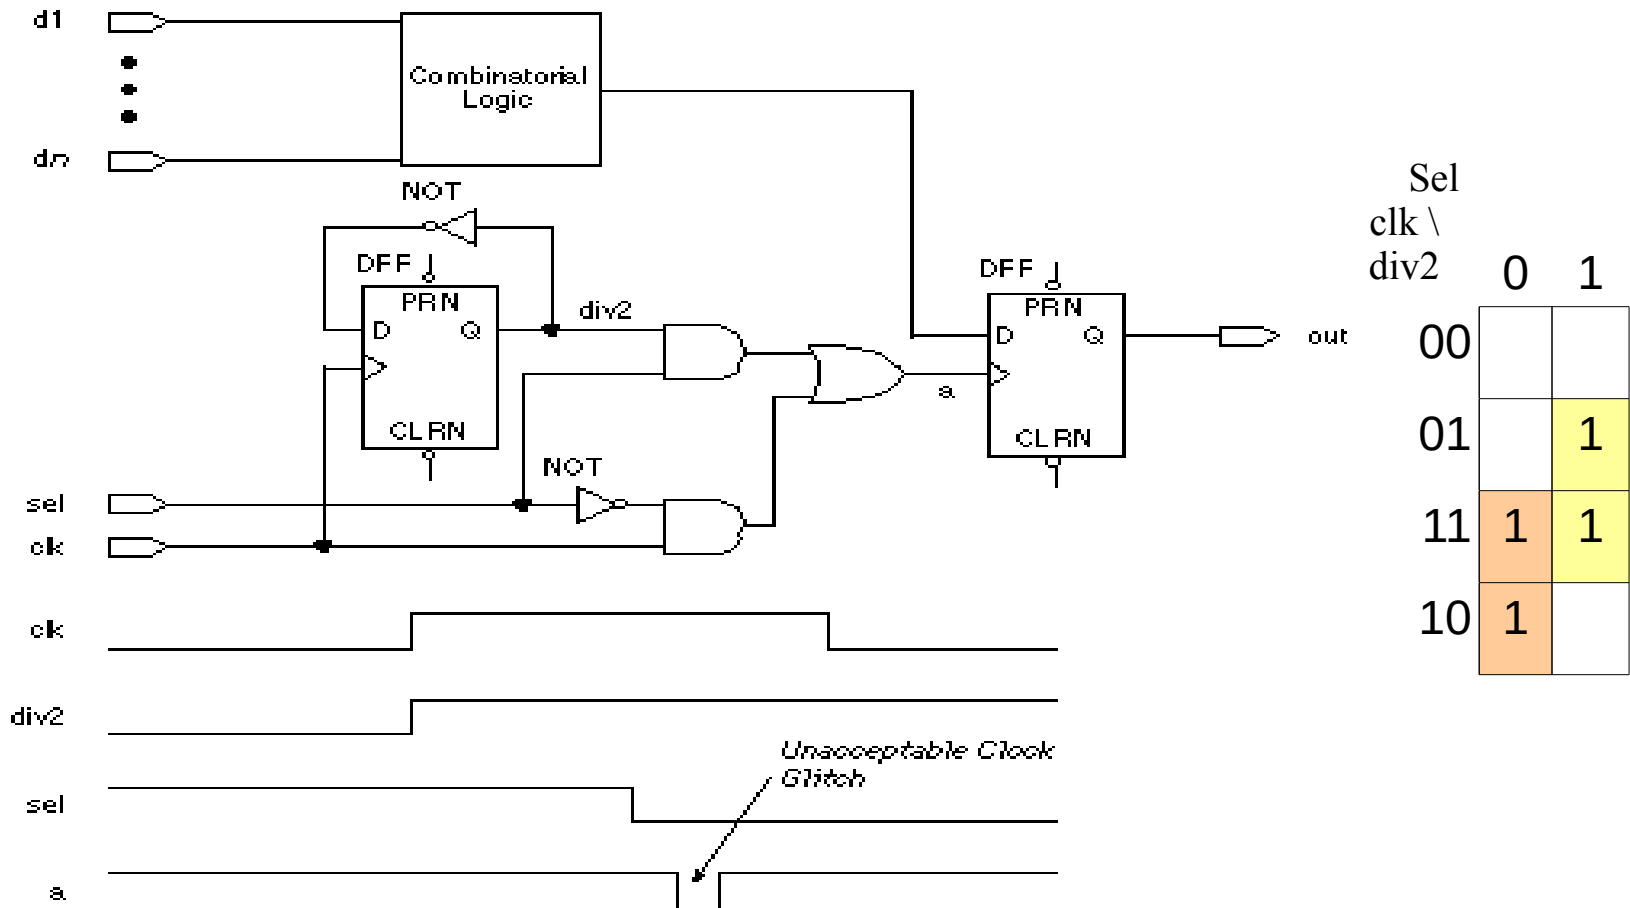 d1
Combinatorial
Logic
dn
NOT
DFF
PRN
D Q
CLRN
div2
NOT
sel
clk
a
DFF
PRN
D Q
CLRN
out
clk
div2
sel
a
Unacceptable Clock
Glitch
Sel
clk \
div2
0 1
00
01 1
11 1 1
10 1